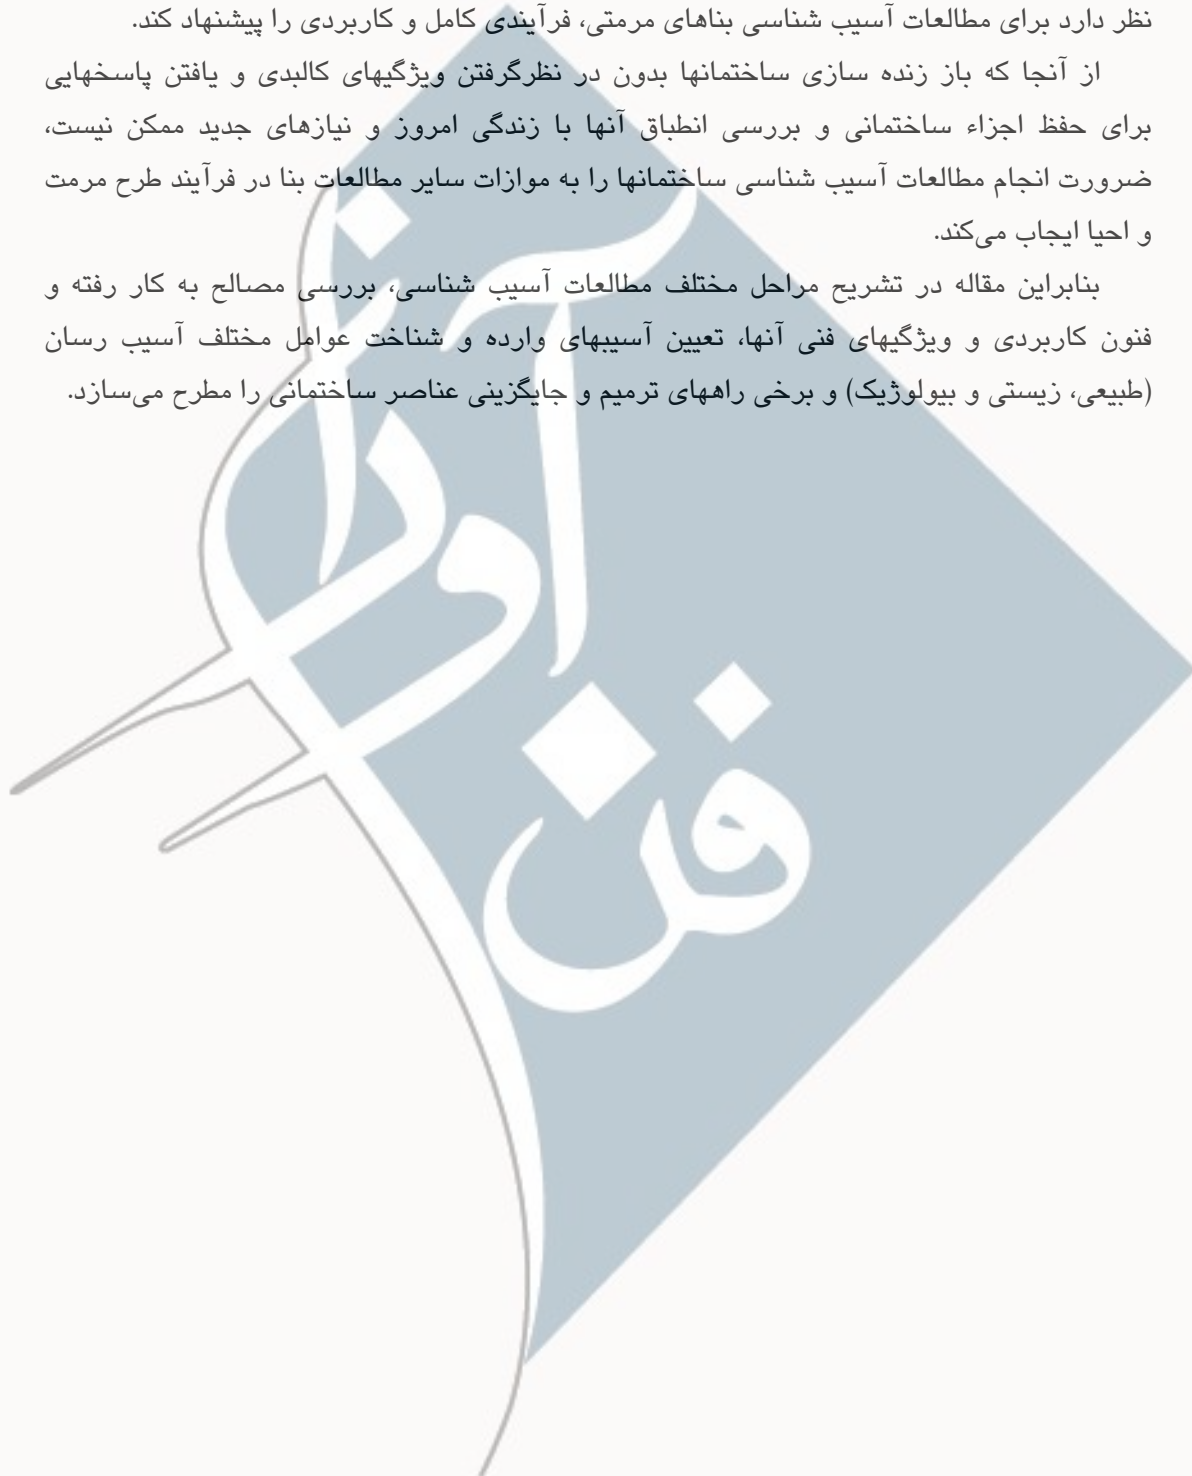 نظر دارد برای مطالعات آسیب شناسی بناهای مرمتی، فرآیندی کامل و کاربردی را پیشنهاد کند.
از آنجا که باز زنده سازی ساختمانها بدون در نظرگرفتن ویژگیهای کالبدی و یافتن پاسخهایی
برای حفظ اجزاء ساختمانی و بررسی انطباق آنها با زندگی امروز و نیازهای جدید ممکن نیست،
ضرورت انجام مطالعات آسیب شناسی ساختمانها را به موازات سایر مطالعات بنا در فرآیند طرح مرمت
و احیا ایجاب می‌کند.
بنابراین مقاله در تشریح مراحل مختلف مطالعات آسیب شناسی، بررسی مصالح به کار رفته و
فنون کاربردی و ویژگیهای فنی آنها، تعیین آسیبهای وارده و شناخت عوامل مختلف آسیب رسان
(طبیعی، زیستی و بیولوژیک) و برخی راههای ترمیم و جایگزینی عناصر ساختمانی را مطرح می‌سازد.
فن